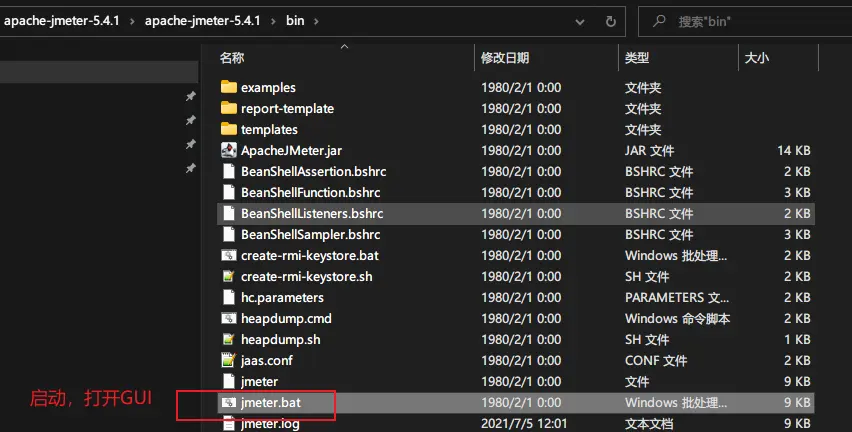 apache-jmeter-5.4.1 › apache-jmeter-5.4.1 › bin › 搜索"bin"
名称 修改日期 类型 大小
examples 1980/2/1 0:00 文件夹
report-template 1980/2/1 0:00 文件夹
templates 1980/2/1 0:00 文件夹
ApacheJMeter.jar 1980/2/1 0:00 JAR 文件 14 KB
BeanShellAssertion.bshrc 1980/2/1 0:00 BSHRC 文件 2 KB
BeanShellFunction.bshrc 1980/2/1 0:00 BSHRC 文件 3 KB
BeanShellListeners.bshrc 1980/2/1 0:00 BSHRC 文件 2 KB
BeanShellSampler.bshrc 1980/2/1 0:00 BSHRC 文件 3 KB
create-rmi-keystore.bat 1980/2/1 0:00 Windows 批处理... 2 KB
create-rmi-keystore.sh 1980/2/1 0:00 SH 文件 2 KB
hc.parameters 1980/2/1 0:00 PARAMETERS 文... 2 KB
heapdump.cmd 1980/2/1 0:00 Windows 命令脚本 2 KB
heapdump.sh 1980/2/1 0:00 SH 文件 2 KB
jaas.conf 1980/2/1 0:00 CONF 文件 2 KB
jmeter 1980/2/1 0:00 文件 9 KB
启动，打开GUI jmeter.bat 1980/2/1 0:00 Windows 批处理... 9 KB
jmeter.log 2021/7/5 12:01 文本文档 9 KB